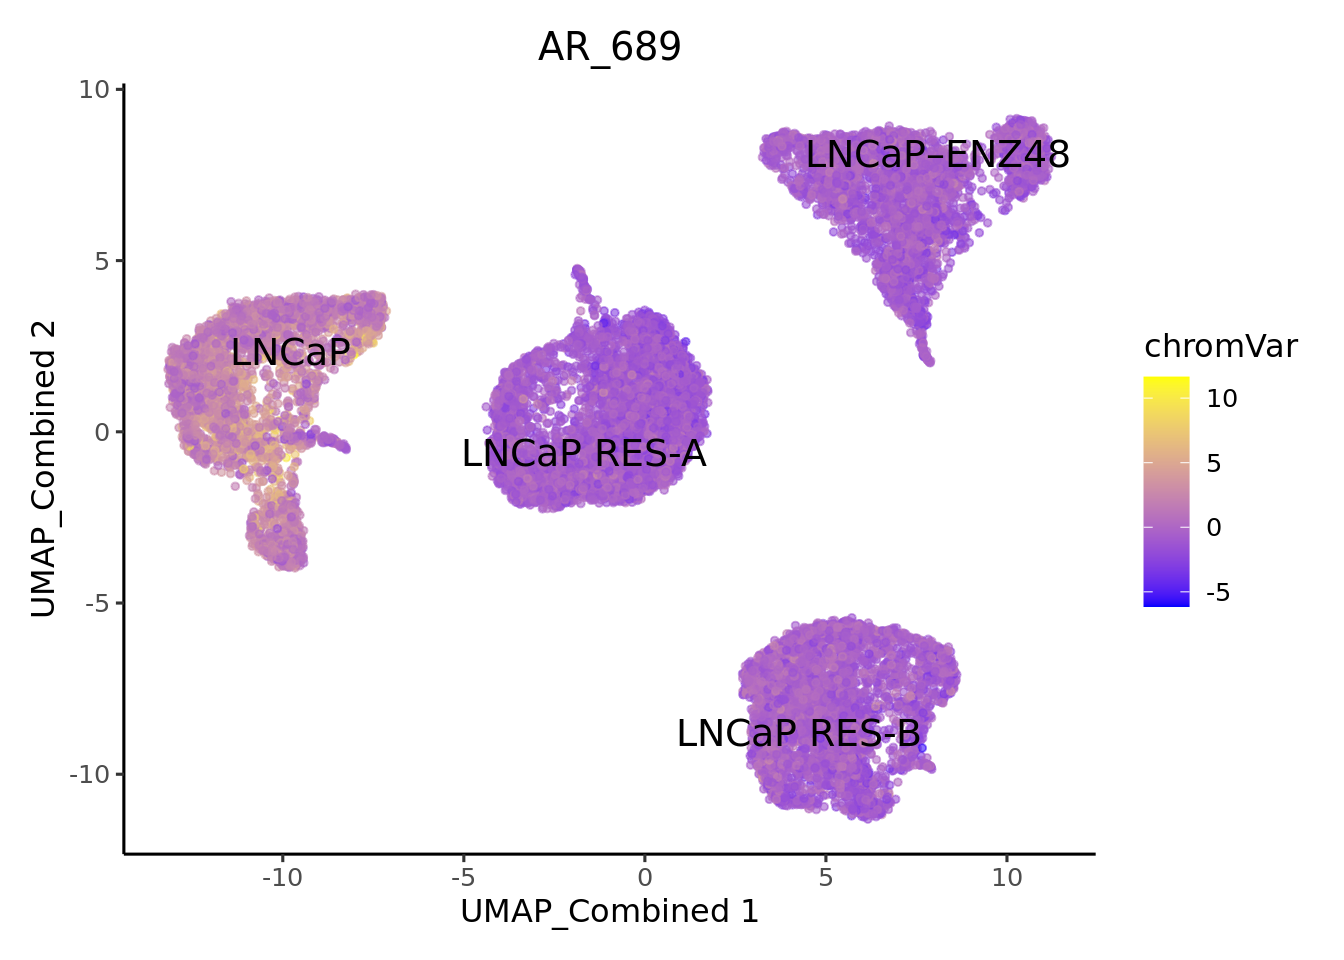 AR_689
10
5
0
-5
-10
UMAP_Combined 2
LNCaP–ENZ48
LNCaP
LNCaP RES-A
LNCaP RES-B
chromVar
10
5
0
-5
-10
-5
0
5
10
UMAP_Combined 1